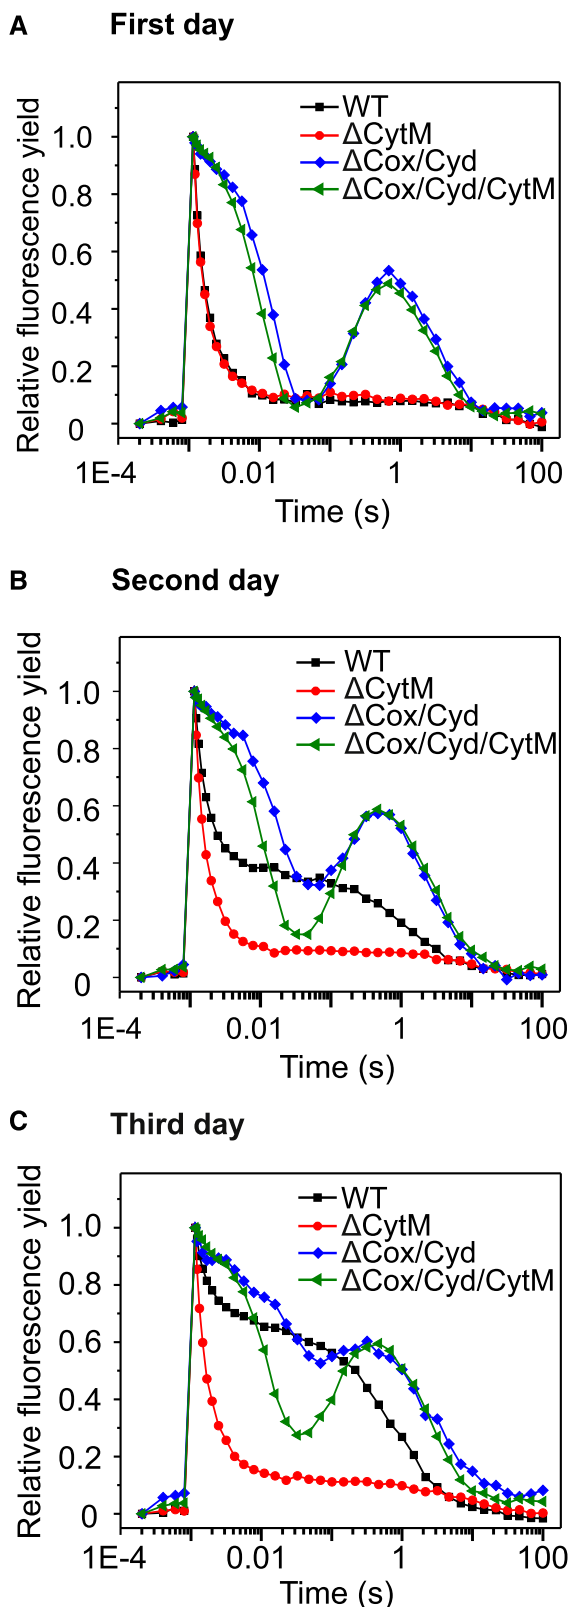 A First day
Relative fluorescence yield
1.0
0.8
0.6
0.4
0.2
0
WT
ΔCytM
ΔCox/Cyd
ΔCox/Cyd/CytM
1E-4 0.01 1 100
Time (s)
B Second day
Relative fluorescence yield
1.0
0.8
0.6
0.4
0.2
0
WT
ΔCytM
ΔCox/Cyd
ΔCox/Cyd/CytM
1E-4 0.01 1 100
Time (s)
C Third day
Relative fluorescence yield
1.0
0.8
0.6
0.4
0.2
0
WT
ΔCytM
ΔCox/Cyd
ΔCox/Cyd/CytM
1E-4 0.01 1 100
Time (s)